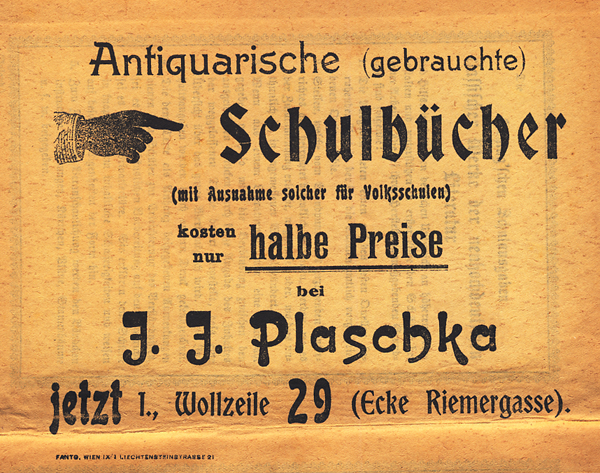 Antiquarische (gebrauchte)
Schulbücher
(mit Ausnahme solcher für Volksschulen)
kosten
nur halbe Preise
bei
J. J. Plaschka
jetzt I., Wollzeile 29 (Ecke Riemergasse).
FANTO, WIEN IX/1 LIECHTENSTEINSTRASSE 21